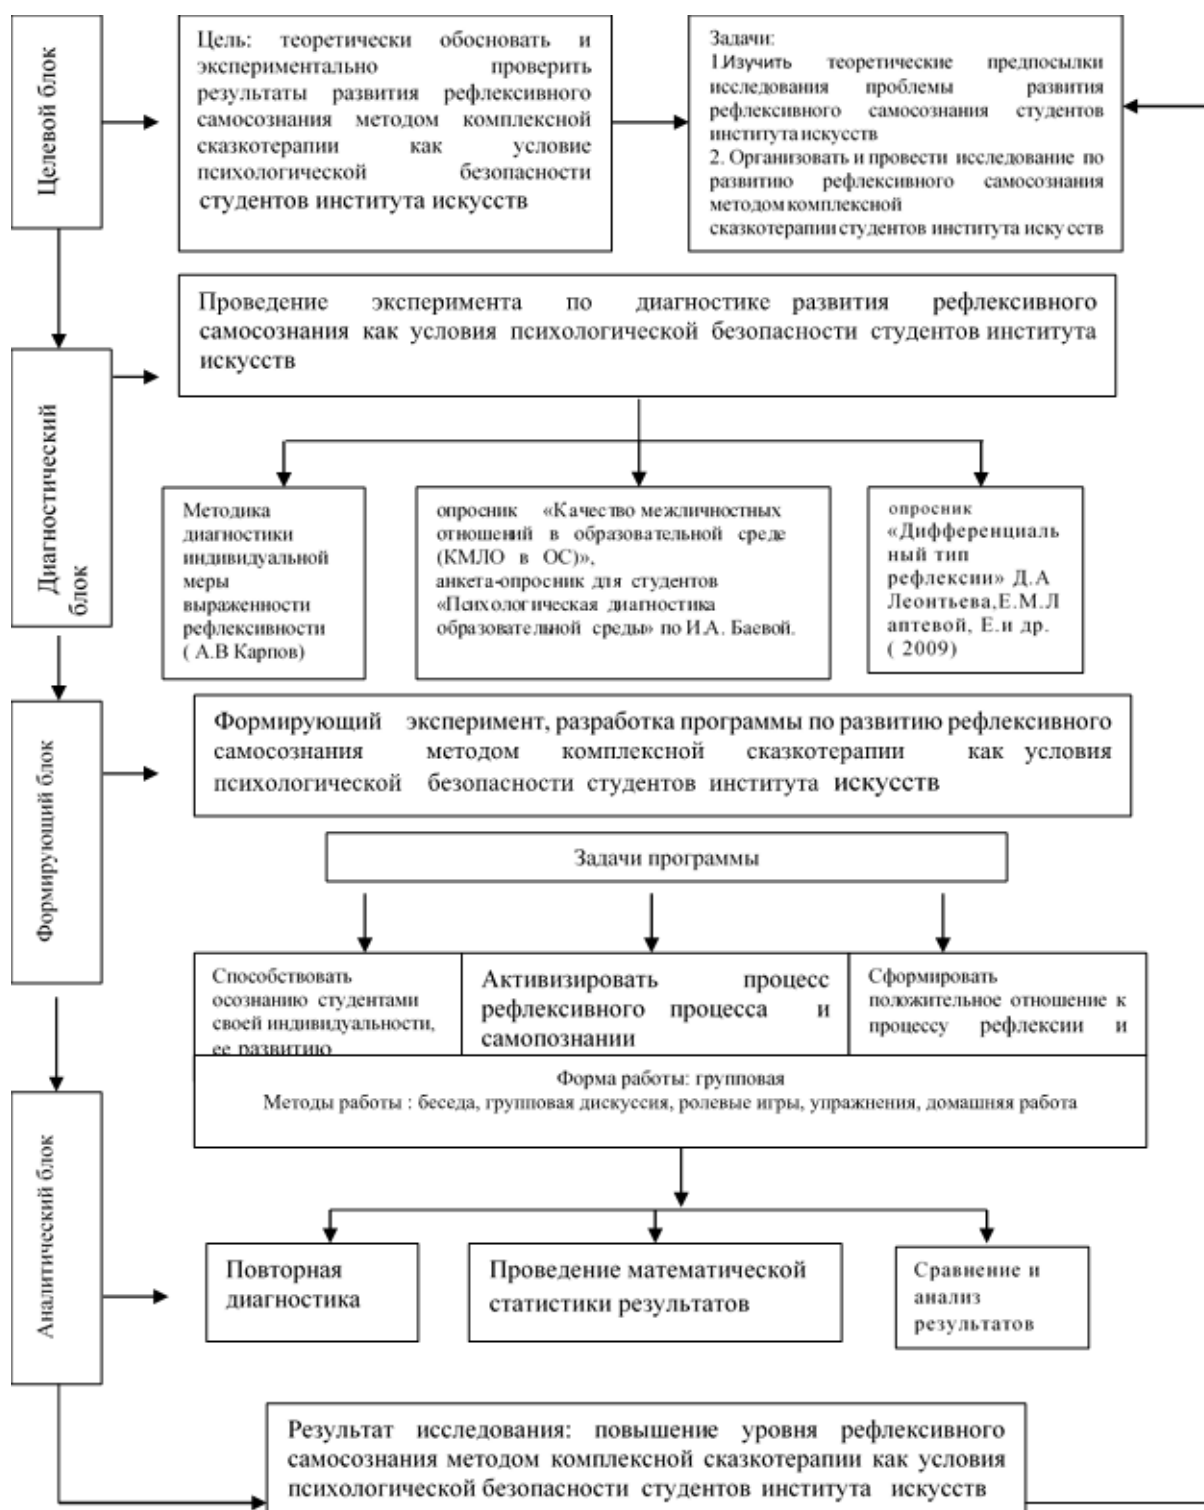 Целевой блок
Цель: теоретически обосновать и
экспериментально проверить
результаты развития рефлексивного
самосознания методом комплексной
сказкотерапии как условие
психологической безопасности
студентов института искусств
Задачи:
1.Изучить теоретические предпосылки
исследования проблемы развития
рефлексивного самосознания студентов
института искусств
2. Организовать и провести исследование по
развитию рефлексивного самосознания
методом комплексной
сказкотерапии студентов института искусств
Диагностический
блок
Проведение эксперимента по диагностике развития рефлексивного
самосознания как условия психологической безопасности студентов института
искусств
Методика
диагностики
индивидуальной
меры
выраженности
рефлексивности
( А.В Карпов)
опросник «Качество межличностных
отношений в образовательной среде
(КМЛО в ОС)»,
анкета-опросник для студентов
«Психологическая диагностика
образовательной среды» по И.А. Баевой.
опросник
«Дифференциаль
ный тип
рефлексии» Д.А
Леонтьева,Е.М.Л
аптевой, Е.и др.
( 2009)
Формирующий блок
Формирующий эксперимент, разработка программы по развитию рефлексивного
самосознания методом комплексной сказкотерапии как условия
психологической безопасности студентов института искусств
Задачи программы
Способствовать
осознанию студентами
своей индивидуальности,
ее развитию
Активизировать процесс
рефлексивного процесса и
самопознании
Сформировать
положительное отношение к
процессу рефлексии и
Форма работы: групповая
Методы работы : беседа, групповая дискуссия, ролевые игры, упражнения, домашняя работа
Аналитический блок
Повторная
диагностика
Проведение математической
статистики результатов
Сравнение и
анализ
результатов
Результат исследования: повышение уровня рефлексивного
самосознания методом комплексной сказкотерапии как условия
психологической безопасности студентов института искусств